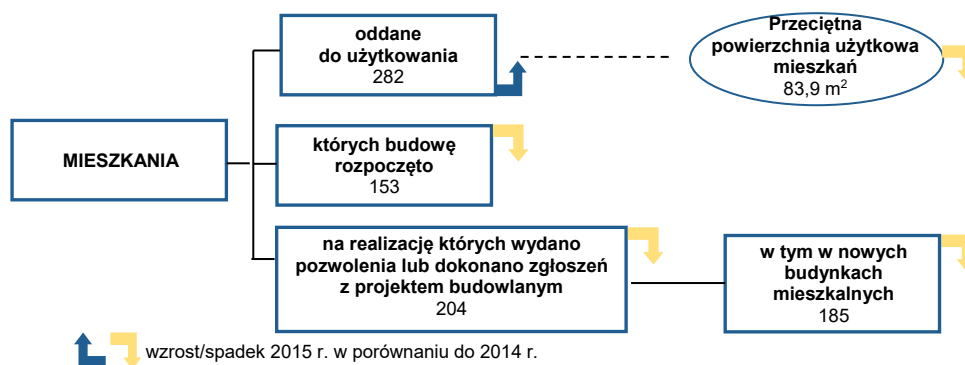 oddane
do użytkowania
282
Przeciętna
powierzchnia użytkowa
mieszkań
83,9 m²
MIESZKANIA
których budowę
rozpoczęto
153
na realizację których wydano
pozwolenia lub dokonano zgłoszeń
z projektem budowlanym
204
w tym w nowych
budynkach
mieszkalnych
185
wzrost/spadek 2015 r. w porównaniu do 2014 r.